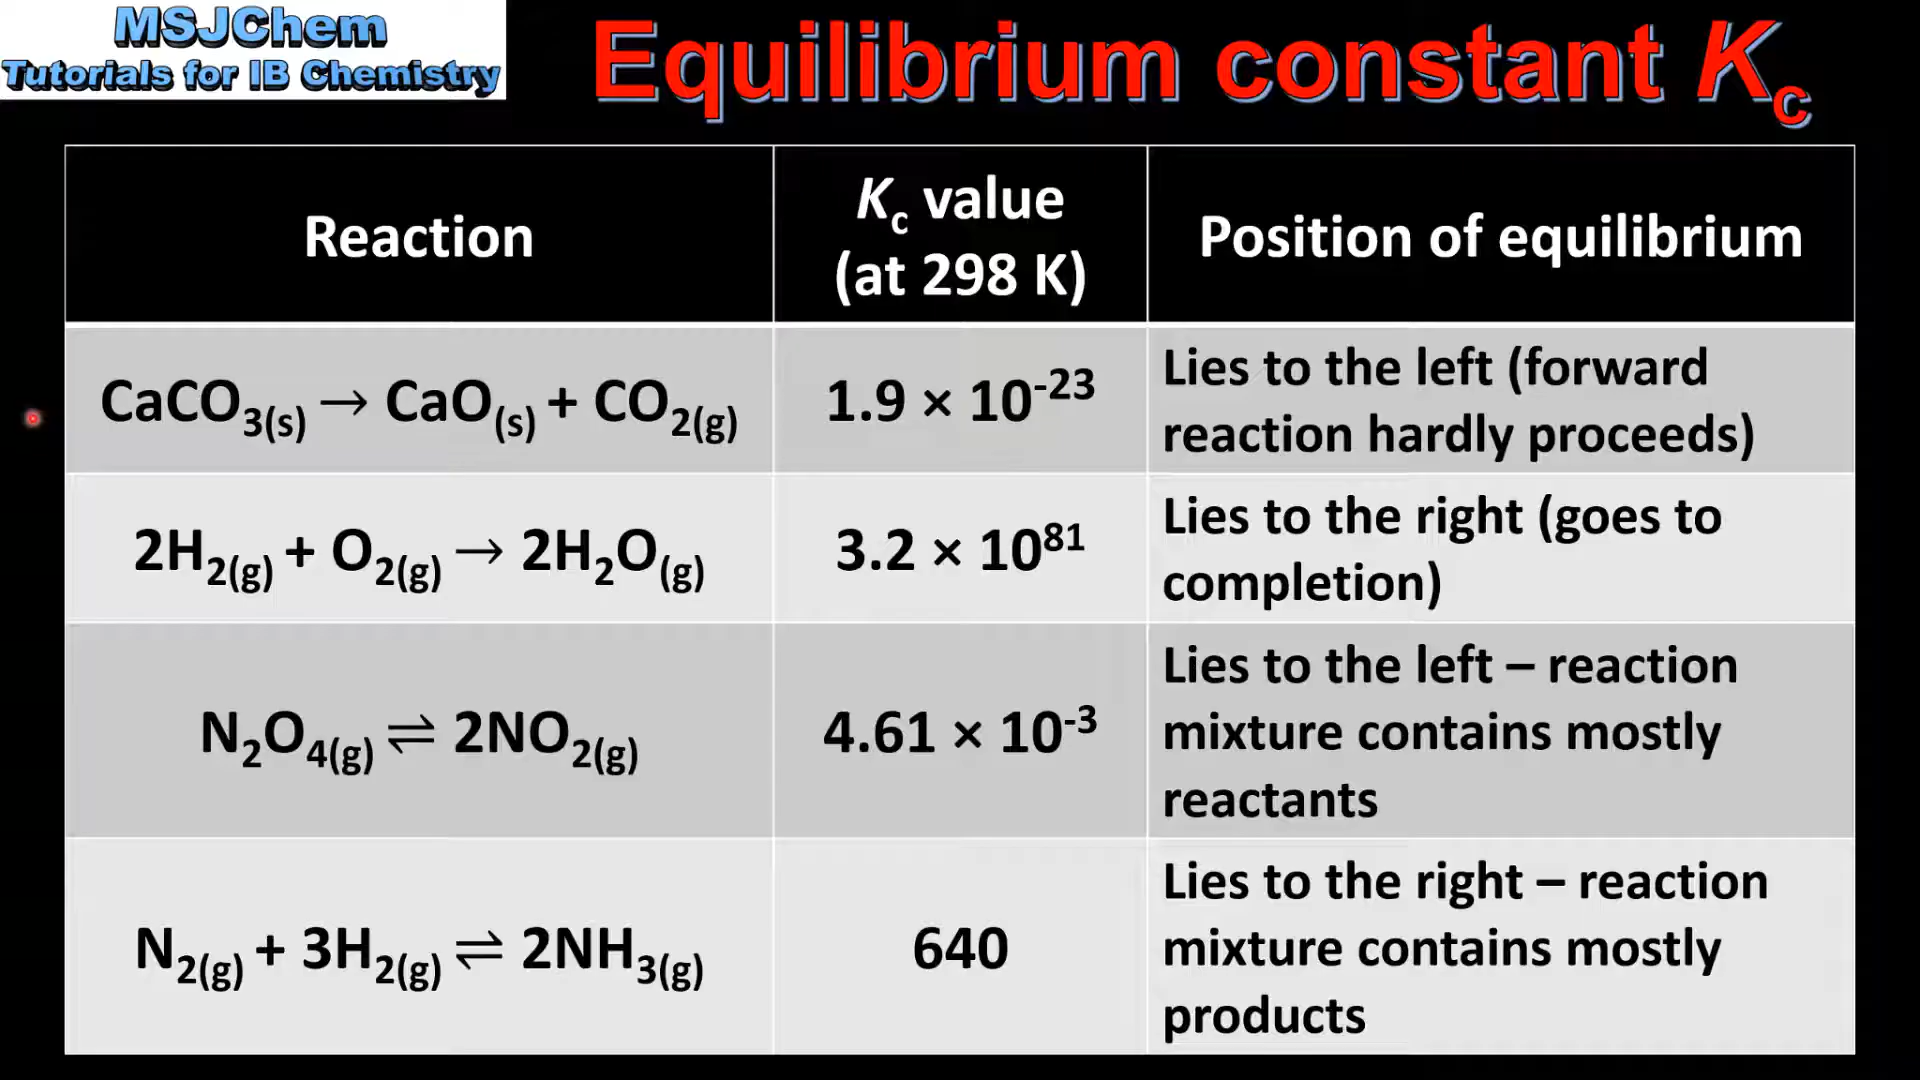 MSJChem
Tutorials for IB Chemistry
Equilibrium constant Kc
Reaction
Kc value
(at 298 K)
Position of equilibrium
CaCO3(s) → CaO(s) + CO2(g)
1.9 × 10-23
Lies to the left (forward
reaction hardly proceeds)
2H2(g) + O2(g) → 2H2O(g)
3.2 × 1081
Lies to the right (goes to
completion)
N2O4(g) ⇌ 2NO2(g)
4.61 × 10-3
Lies to the left – reaction
mixture contains mostly
reactants
N2(g) + 3H2(g) ⇌ 2NH3(g)
640
Lies to the right – reaction
mixture contains mostly
products